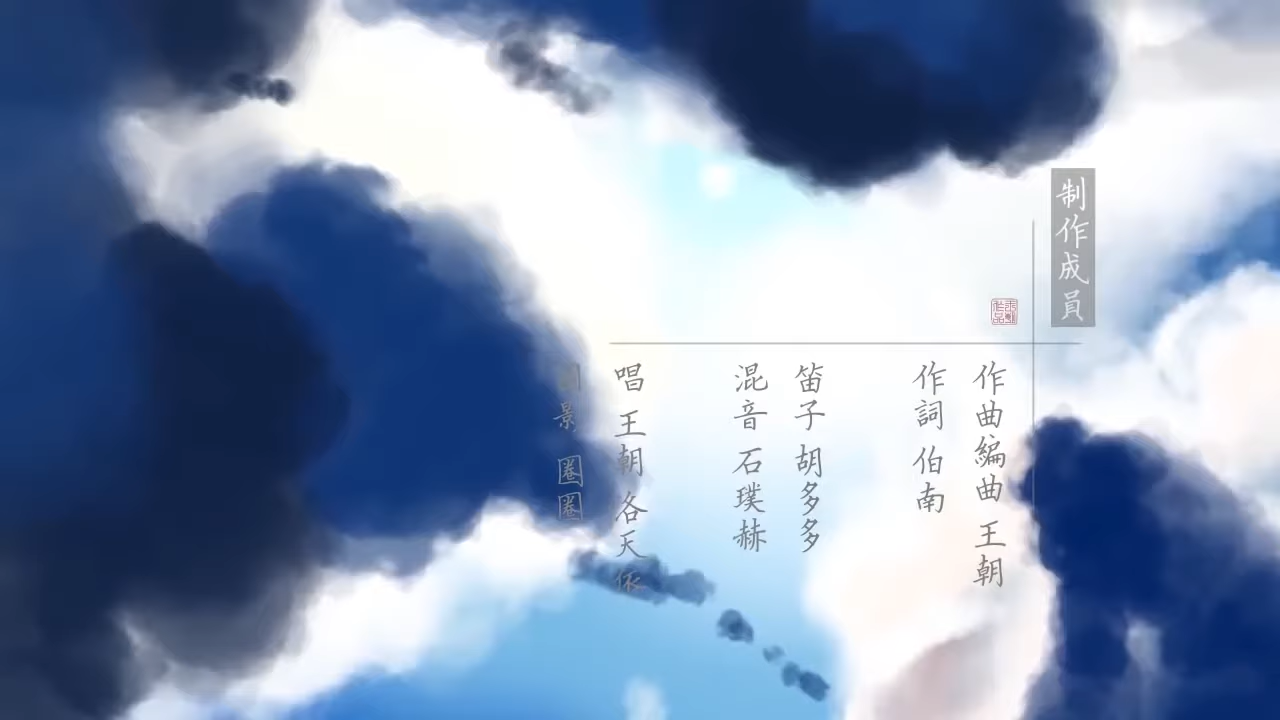 制作成員
作曲編曲 王朝
作詞 伯南
笛子 胡多多
混音 石璞赫
唱 王朝 各天依
景 圈圈